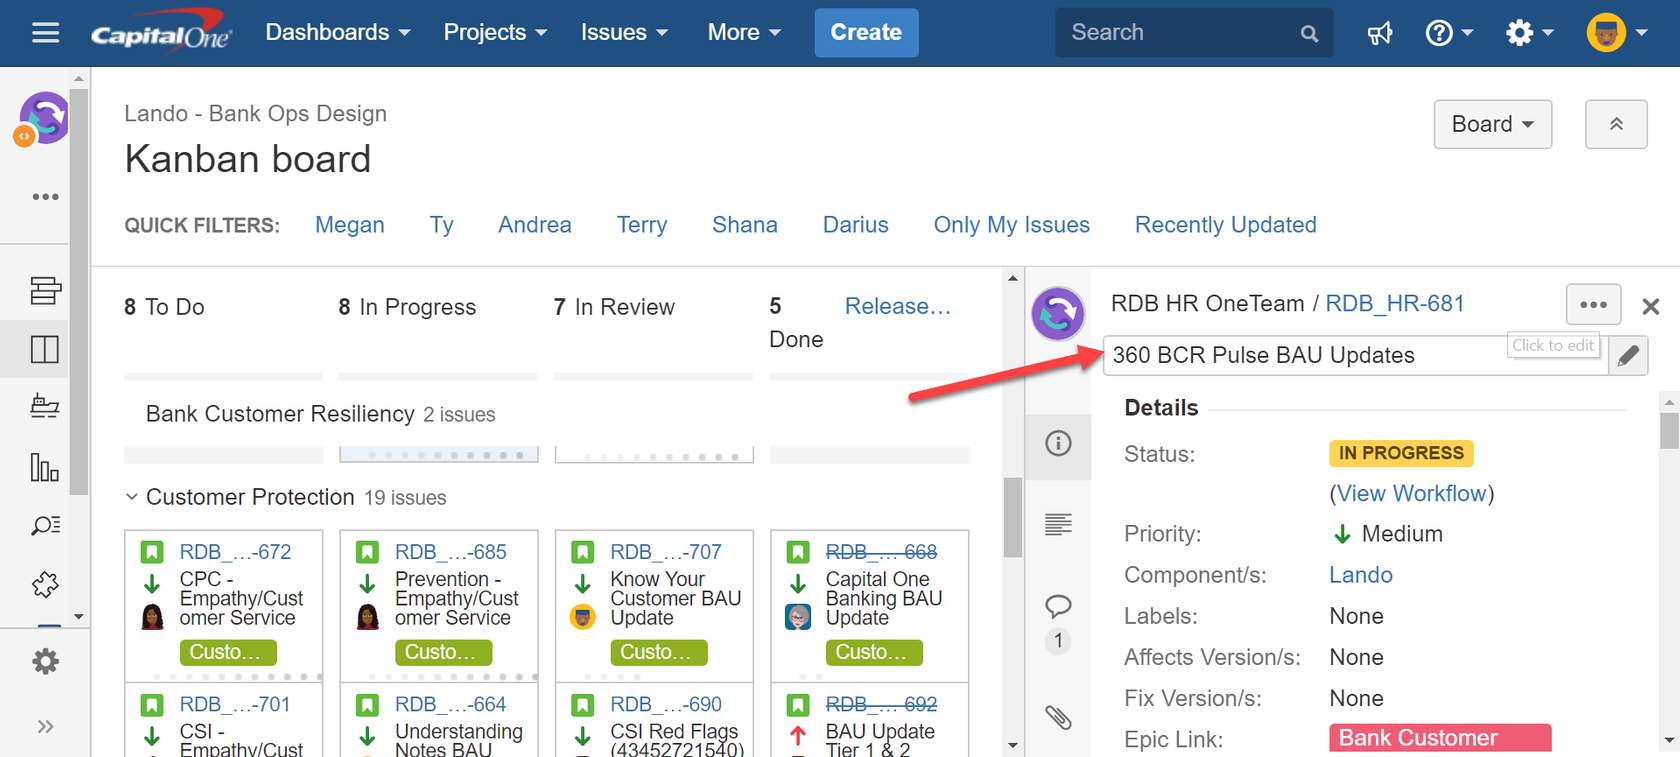 CapitalOne Dashboards Projects Issues More Create Search
Lando - Bank Ops Design
Kanban board
Board
QUICK FILTERS: Megan Ty Andrea Terry Shana Darius Only My Issues Recently Updated
8 To Do
8 In Progress
7 In Review
5
Done
Release…
Bank Customer Resiliency 2 issues
Customer Protection 19 issues
RDB_…-672
CPC -
Empathy/Cust
omer Service
Custo…
RDB_…-685
Prevention -
Empathy/Cust
omer Service
Custo…
RDB_…-707
Know Your
Customer BAU
Update
Custo…
RDB_…-668
Capital One
Banking BAU
Update
Custo…
RDB_…-701
CSI -
Empathy/Cust
RDB_…-664
Understanding
Notes BAU
RDB_…-690
CSI Red Flags
(43452721540)
RDB_…-692
BAU Update
Tier 1 & 2
RDB HR OneTeam / RDB_HR-681
360 BCR Pulse BAU Updates
Click to edit
1
Details
Status: IN PROGRESS
(View Workflow)
Priority: Medium
Component/s: Lando
Labels: None
Affects Version/s: None
Fix Version/s: None
Epic Link: Bank Customer